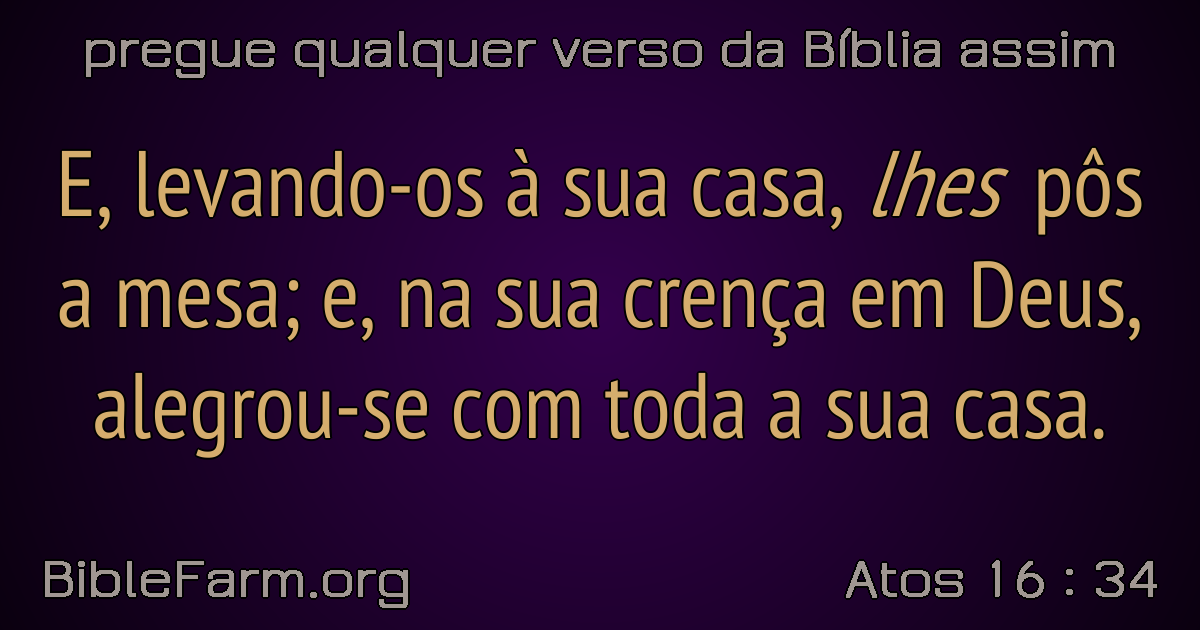 pregue qualquer verso da Bíblia assim
E, levando-os à sua casa, lhes pôs
a mesa; e, na sua crença em Deus,
alegrou-se com toda a sua casa.
BibleFarm.org
Atos 16 : 34